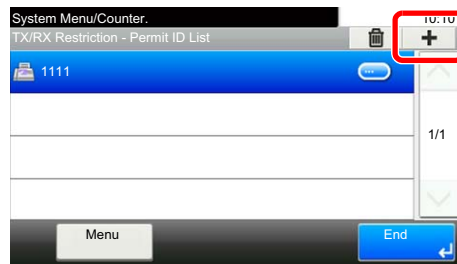 System Menu/Counter.
10:10
TX/RX Restriction - Permit ID List
1111
1/1
Menu
End